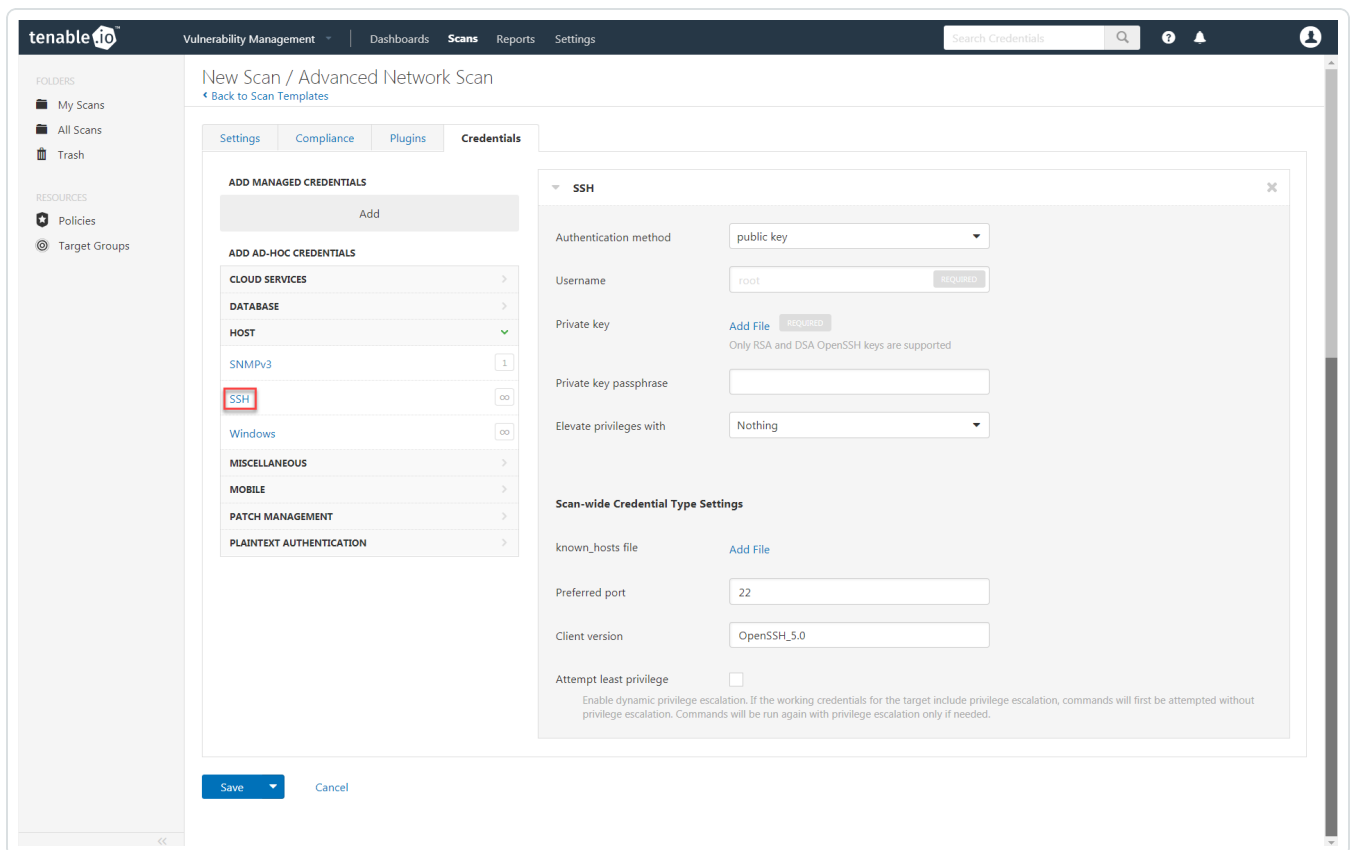 tenable.io™
Vulnerability Management
Dashboards
Scans
Reports
Settings
Search Credentials
FOLDERS
My Scans
All Scans
Trash
RESOURCES
Policies
Target Groups
New Scan / Advanced Network Scan
Back to Scan Templates
Settings
Compliance
Plugins
Credentials
ADD MANAGED CREDENTIALS
Add
ADD AD-HOC CREDENTIALS
CLOUD SERVICES
DATABASE
HOST
SNMPv3
1
SSH
∞
Windows
∞
MISCELLANEOUS
MOBILE
PATCH MANAGEMENT
PLAINTEXT AUTHENTICATION
SSH
Authentication method
public key
Username
root
REQUIRED
Private key
Add File
REQUIRED
Only RSA and DSA OpenSSH keys are supported
Private key passphrase
Elevate privileges with
Nothing
Scan-wide Credential Type Settings
known_hosts file
Add File
Preferred port
22
Client version
OpenSSH_5.0
Attempt least privilege
Enable dynamic privilege escalation. If the working credentials for the target include privilege escalation, commands will first be attempted without
privilege escalation. Commands will be run again with privilege escalation only if needed.
Save
Cancel